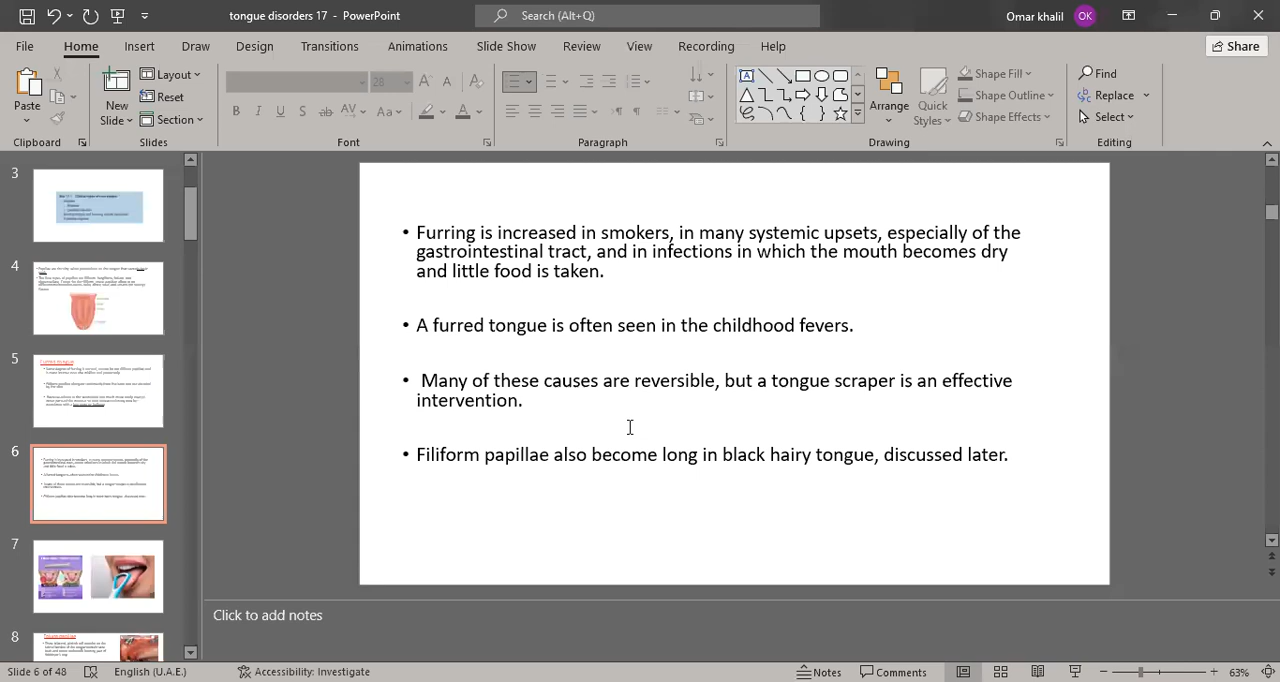 tongue disorders 17 - PowerPoint
Search (Alt+Q)
Omar khalil OK
File Home Insert Draw Design Transitions Animations Slide Show Review View Recording Help Share
Paste
Clipboard
New Slide
Layout
Reset
Section
Slides
28
Aa
Font
Paragraph
Arrange
Quick Styles
Shape Fill
Shape Outline
Shape Effects
Drawing
Find
Replace
Select
Editing
3
4
5
6
7
8
• Furring is increased in smokers, in many systemic upsets, especially of the
gastrointestinal tract, and in infections in which the mouth becomes dry
and little food is taken.
• A furred tongue is often seen in the childhood fevers.
• Many of these causes are reversible, but a tongue scraper is an effective
intervention.
• Filiform papillae also become long in black hairy tongue, discussed later.
Click to add notes
Slide 6 of 48 English (U.A.E.) Accessibility: Investigate Notes Comments 63%